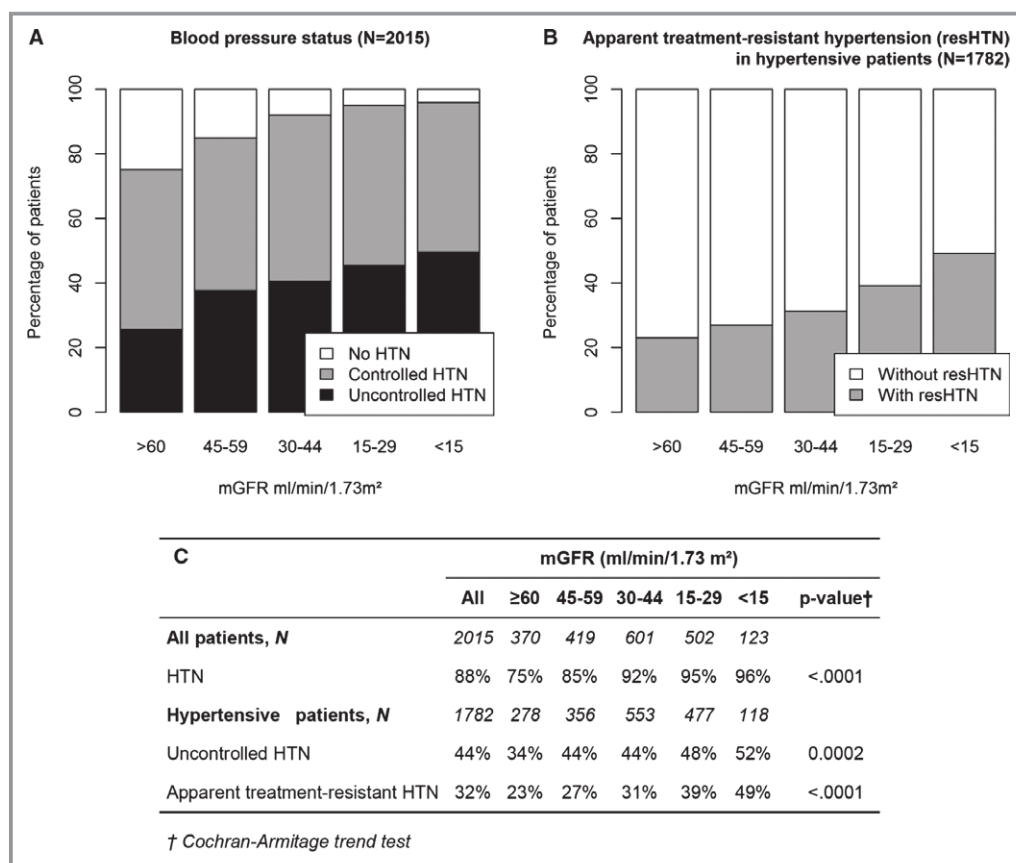 A Blood pressure status (N=2015)
Percentage of patients
100
80
60
40
20
0
No HTN
Controlled HTN
Uncontrolled HTN
>60 45-59 30-44 15-29 <15
mGFR ml/min/1.73m²
B Apparent treatment-resistant hypertension (resHTN)
in hypertensive patients (N=1782)
Percentage of patients
100
80
60
40
20
0
Without resHTN
With resHTN
>60 45-59 30-44 15-29 <15
mGFR ml/min/1.73m²
C mGFR (ml/min/1.73 m²)
All ≥60 45-59 30-44 15-29 <15 p-value†
All patients, N 2015 370 419 601 502 123
HTN 88% 75% 85% 92% 95% 96% <.0001
Hypertensive patients, N 1782 278 356 553 477 118
Uncontrolled HTN 44% 34% 44% 44% 48% 52% 0.0002
Apparent treatment-resistant HTN 32% 23% 27% 31% 39% 49% <.0001
† Cochran-Armitage trend test